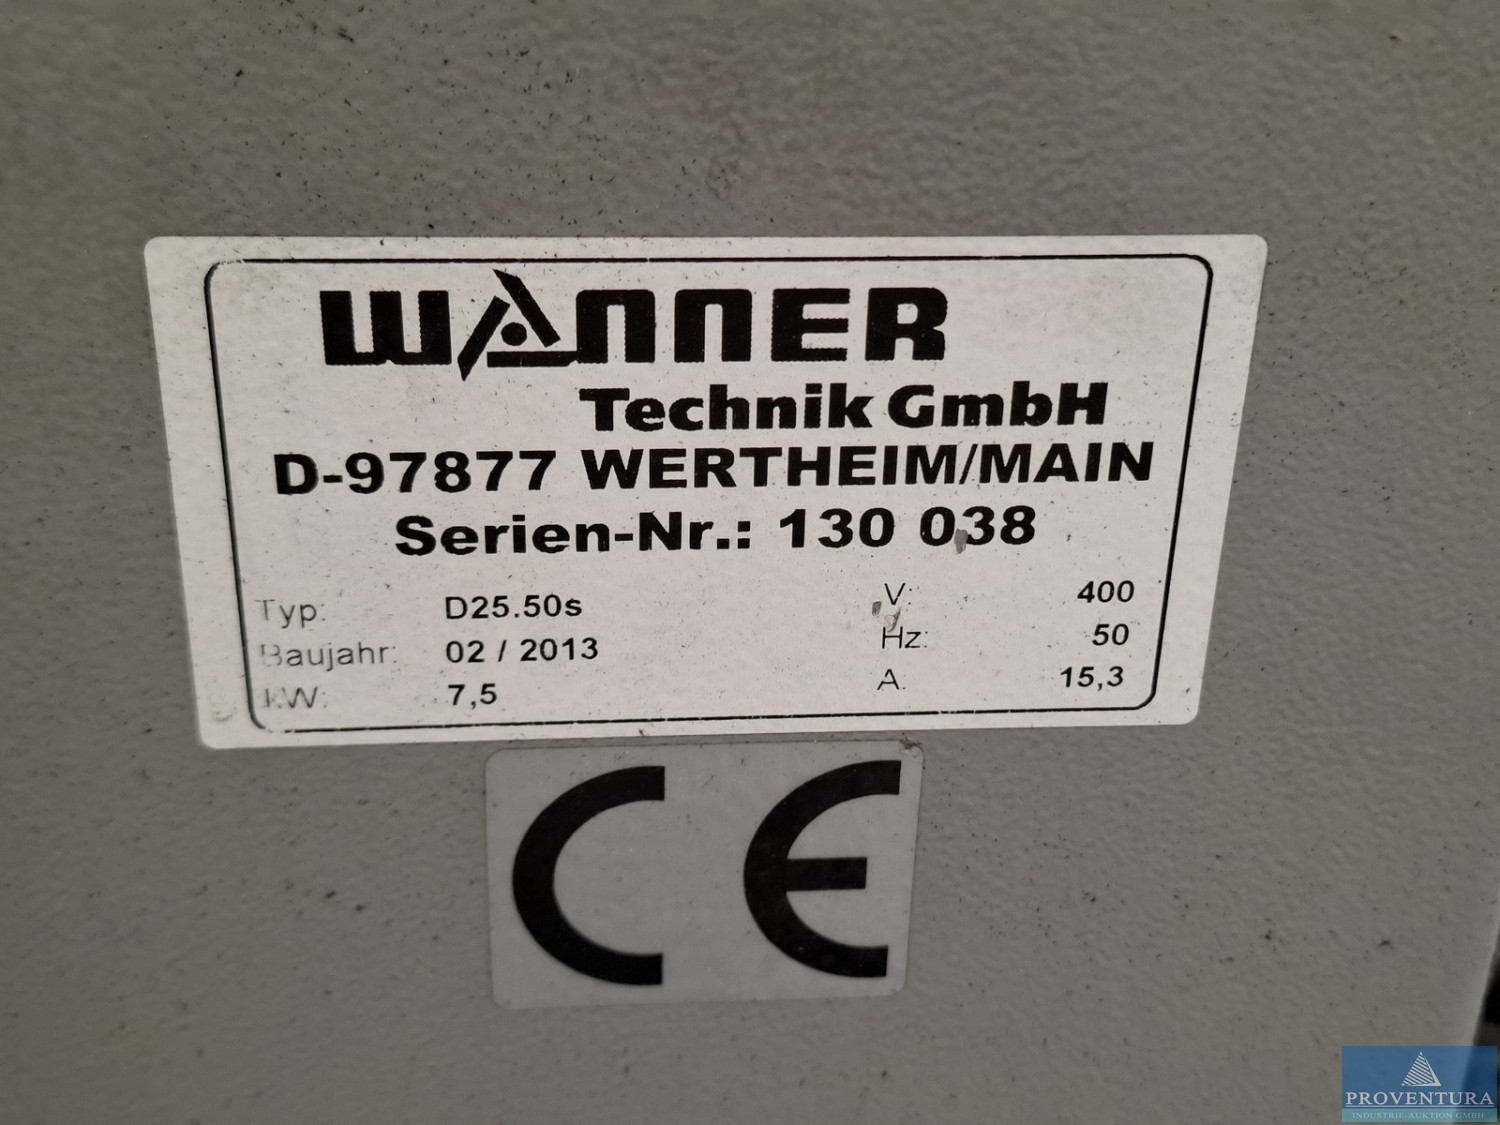 WANNER
Technik GmbH
D-97877 WERTHEIM/MAIN
Serien-Nr.: 130 038
Typ: D25.50s V: 400
Baujahr: 02 / 2013 Hz: 50
kW: 7,5 A: 15,3
CE
PROVENTURA
INDUSTRIE-AUKTION GMBH